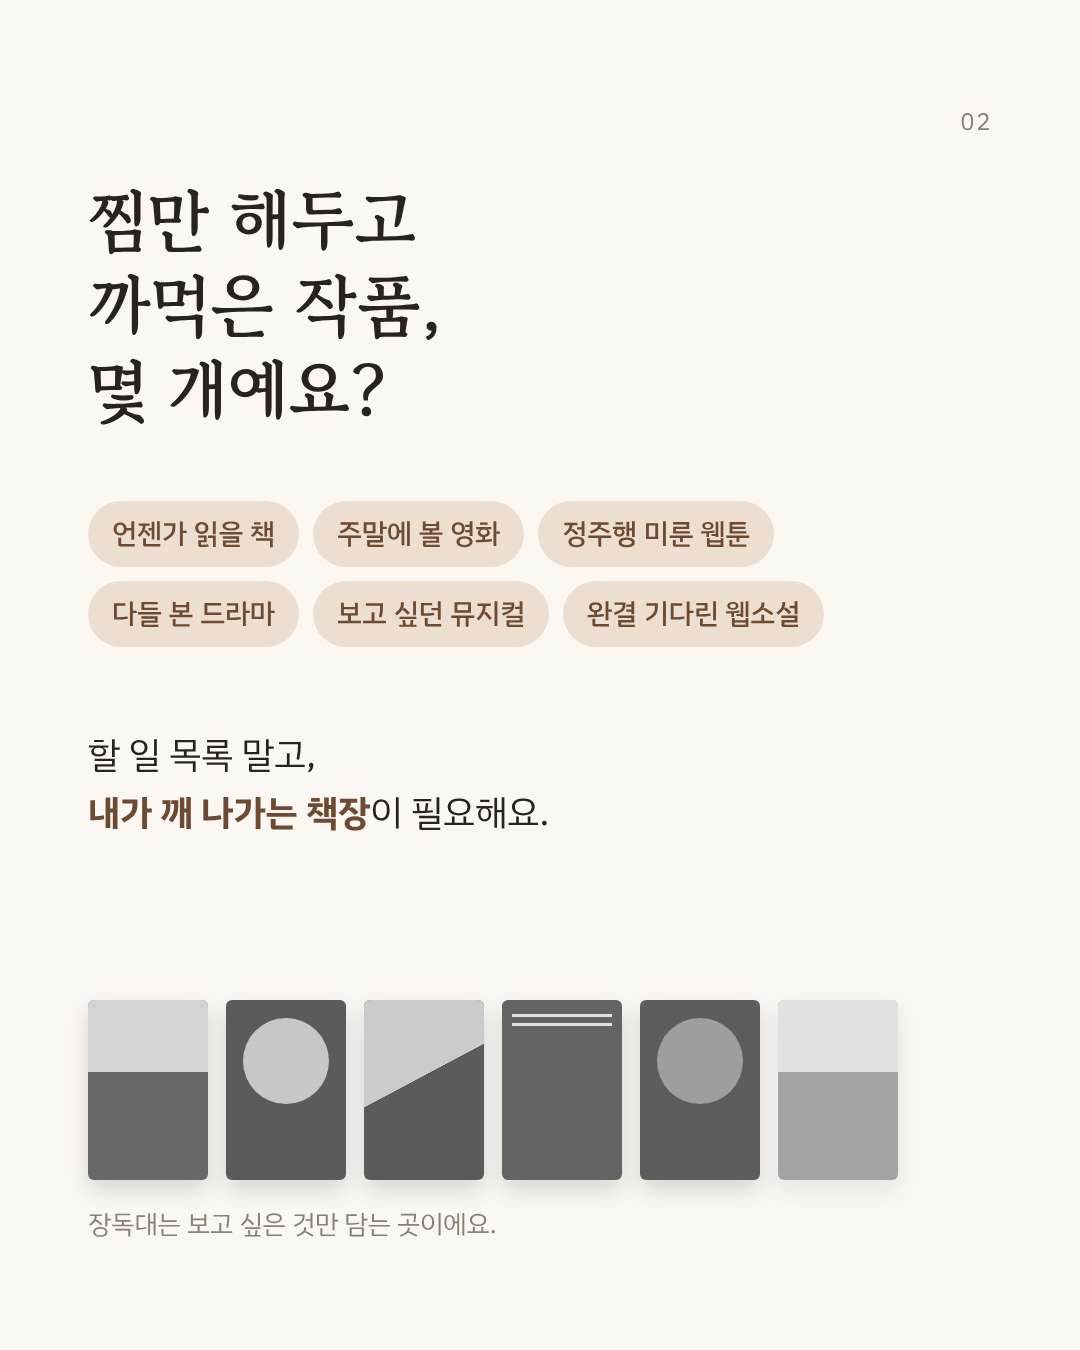 02
찜만 해두고
까먹은 작품,
몇 개예요?
언젠가 읽을 책 주말에 볼 영화 정주행 미룬 웹툰
다들 본 드라마 보고 싶던 뮤지컬 완결 기다린 웹소설
할 일 목록 말고,
내가 깨 나가는 책장이 필요해요.
장독대는 보고 싶은 것만 담는 곳이에요.